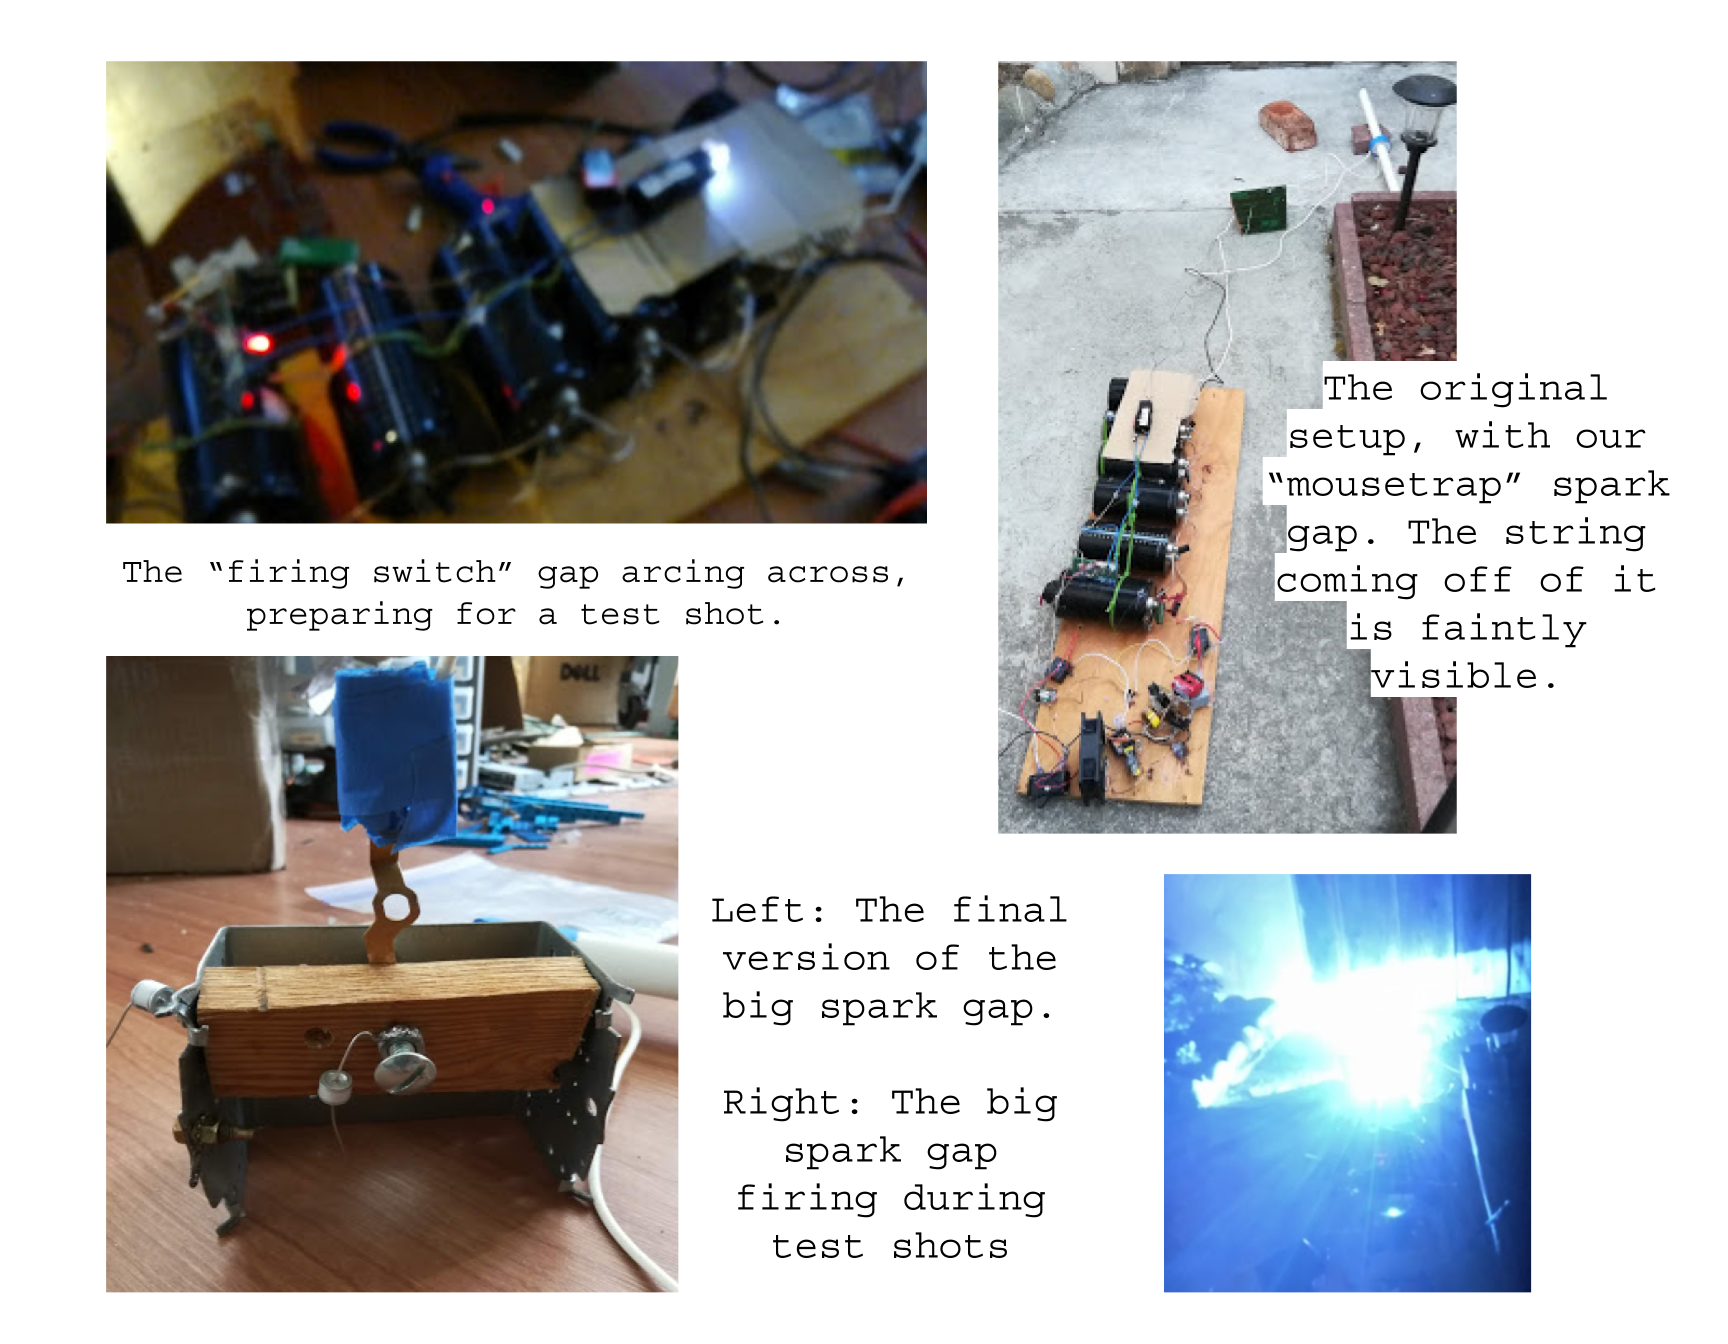 The “firing switch” gap arcing across,
preparing for a test shot.
The original
setup, with our
“mousetrap” spark
gap. The string
coming off of it
is faintly
visible.
DELL
Left: The final
version of the
big spark gap.
Right: The big
spark gap
firing during
test shots